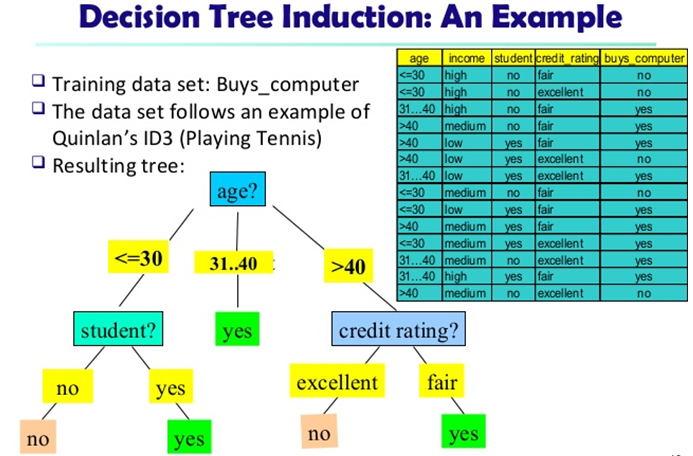 Decision Tree Induction: An Example
Training data set: Buys_computer
The data set follows an example of
Quinlan's ID3 (Playing Tennis)
Resulting tree:
age income student credit_rating buys_computer
<=30 high no fair no
<=30 high no excellent no
31…40 high no fair yes
>40 medium no fair yes
>40 low yes fair yes
>40 low yes excellent no
31…40 low yes excellent yes
<=30 medium no fair no
<=30 low yes fair yes
>40 medium yes fair yes
<=30 medium yes excellent yes
31…40 medium no excellent yes
31…40 high yes fair yes
>40 medium no excellent no
age?
<=30 31..40 >40
student? yes credit rating?
no yes excellent fair
no yes no yes